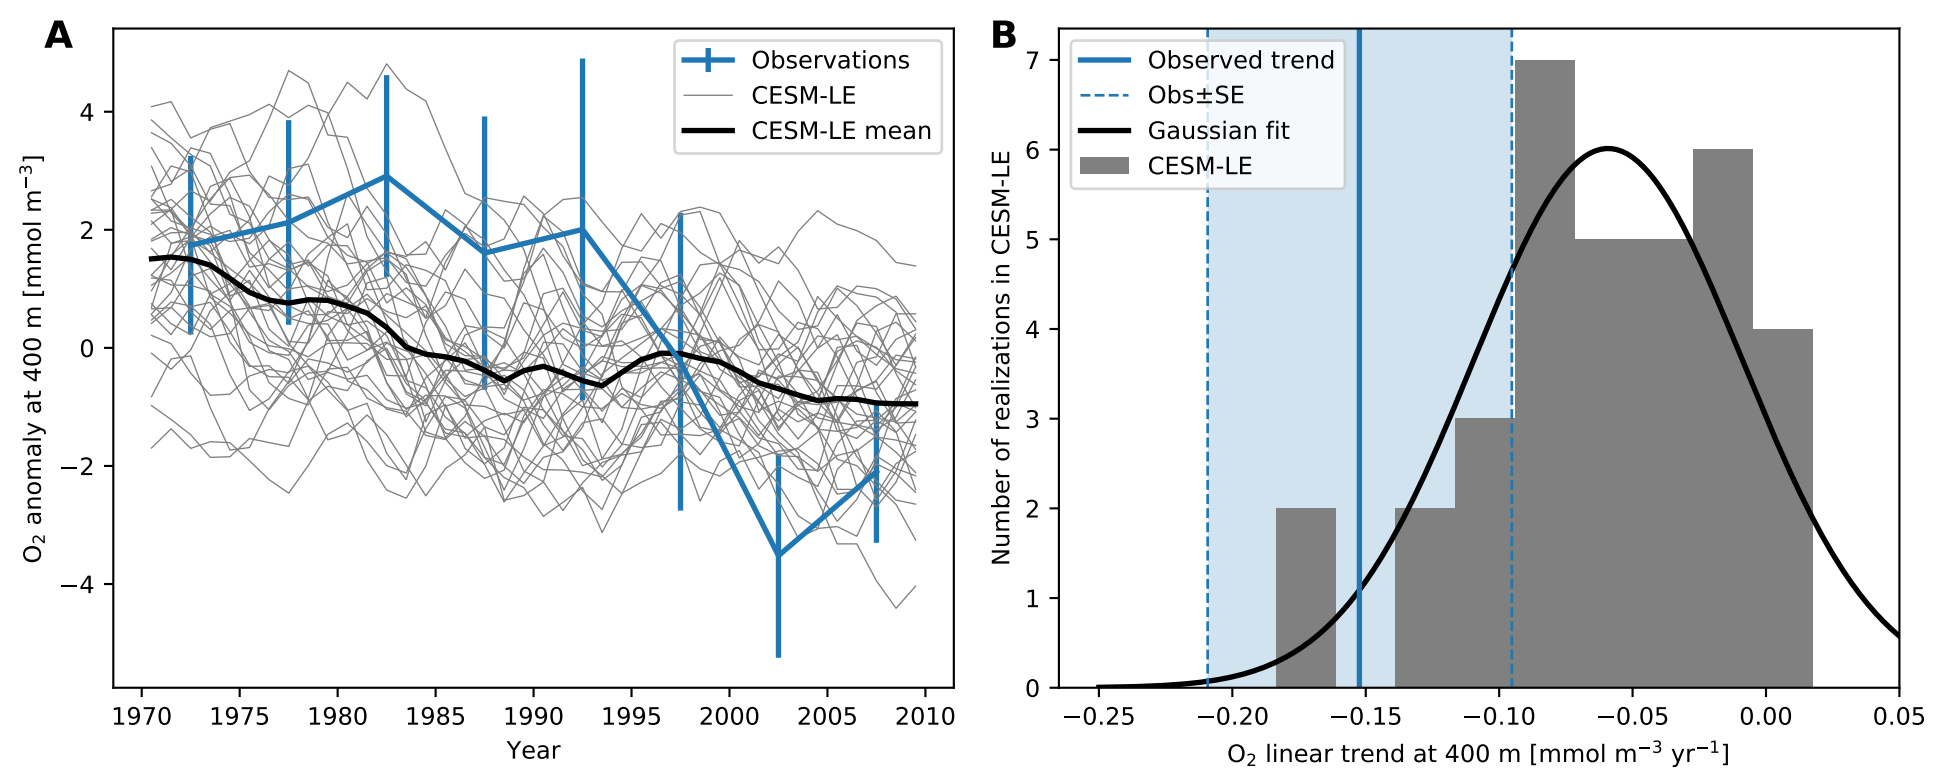 A
O₂ anomaly at 400 m [mmol m⁻³]
4
2
0
−2
−4
1970 1975 1980 1985 1990 1995 2000 2005 2010
Year
Observations
CESM-LE
CESM-LE mean
B
Number of realizations in CESM-LE
7
6
5
4
3
2
1
0
−0.25 −0.20 −0.15 −0.10 −0.05 0.00 0.05
O₂ linear trend at 400 m [mmol m⁻³ yr⁻¹]
Observed trend
Obs±SE
Gaussian fit
CESM-LE